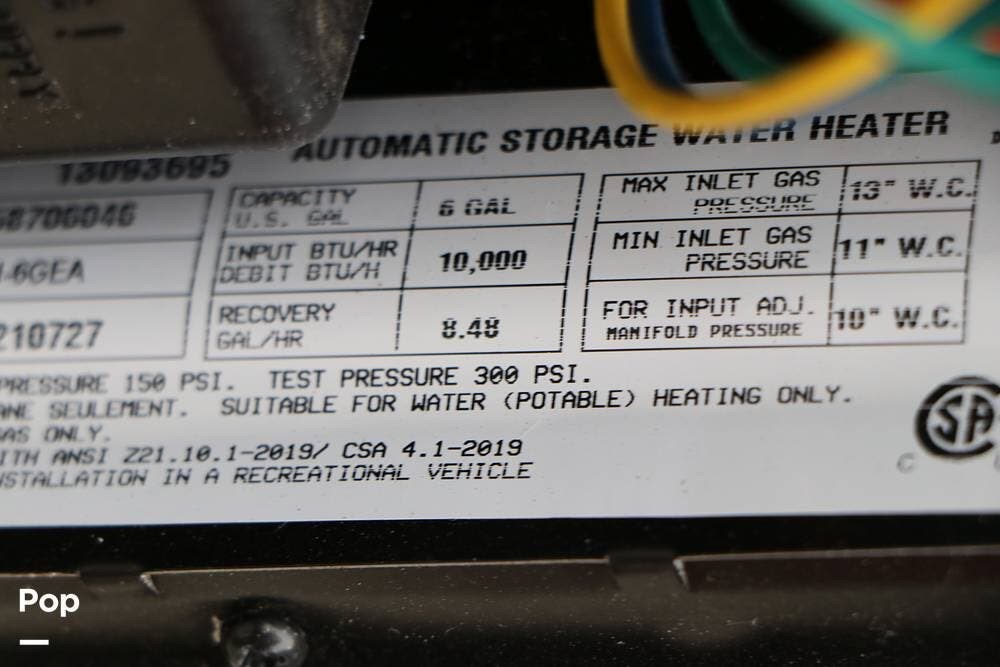 AUTOMATIC STORAGE WATER HEATER
13093695
CAPACITY
U.S. GAL
6 GAL
MAX INLET GAS
PRESSURE
13" W.C.
INPUT BTU/HR
DEBIT BTU/H
10,000
MIN INLET GAS
PRESSURE
11" W.C.
6GEA
RECOVERY
GAL/HR
8.48
FOR INPUT ADJ.
MANIFOLD PRESSURE
10" W.C.
210727
PRESSURE 150 PSI. TEST PRESSURE 300 PSI.
SEULEMENT. SUITABLE FOR WATER (POTABLE) HEATING ONLY.
ONLY.
ANSI Z21.10.1-2019/ CSA 4.1-2019
IN A RECREATIONAL VEHICLE
SA
C
Pop